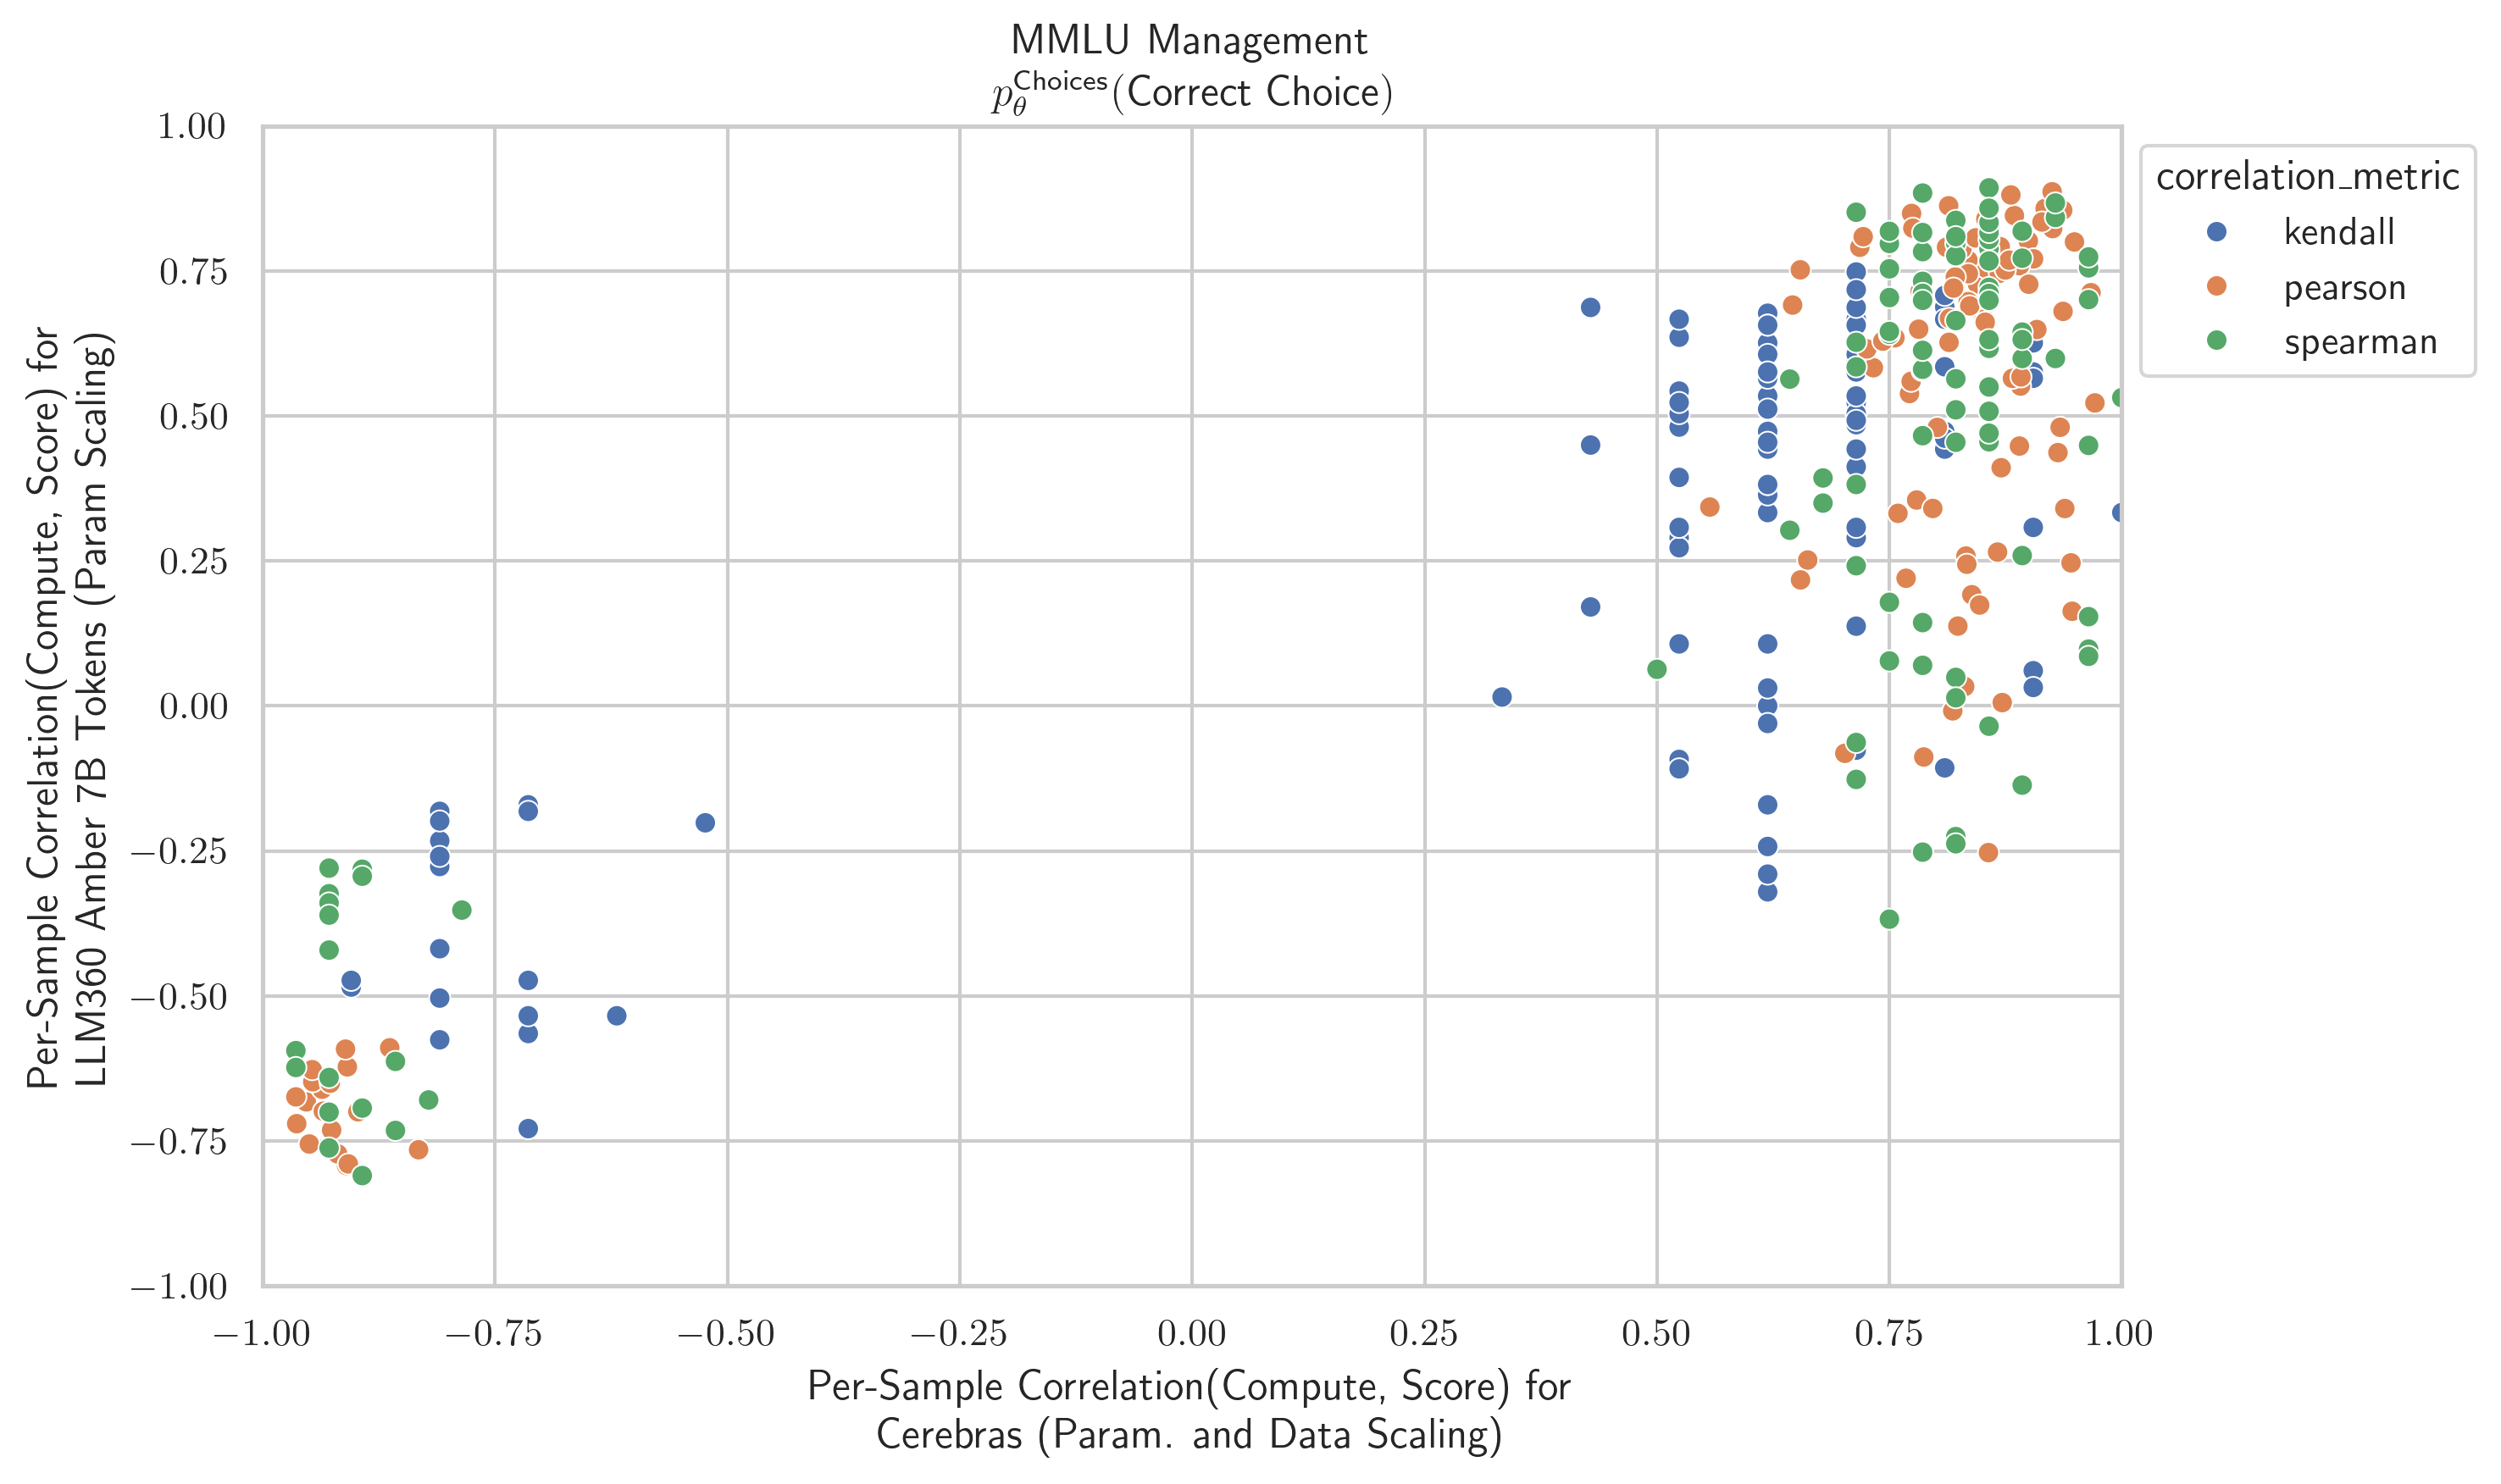 MMLU Management
p_θ^Choices(Correct Choice)
1.00
0.75
0.50
0.25
0.00
−0.25
−0.50
−0.75
−1.00
Per-Sample Correlation(Compute, Score) for
LLM360 Amber 7B Tokens (Param Scaling)
−1.00
−0.75
−0.50
−0.25
0.00
0.25
0.50
0.75
1.00
Per-Sample Correlation(Compute, Score) for
Cerebras (Param. and Data Scaling)
correlation_metric
kendall
pearson
spearman